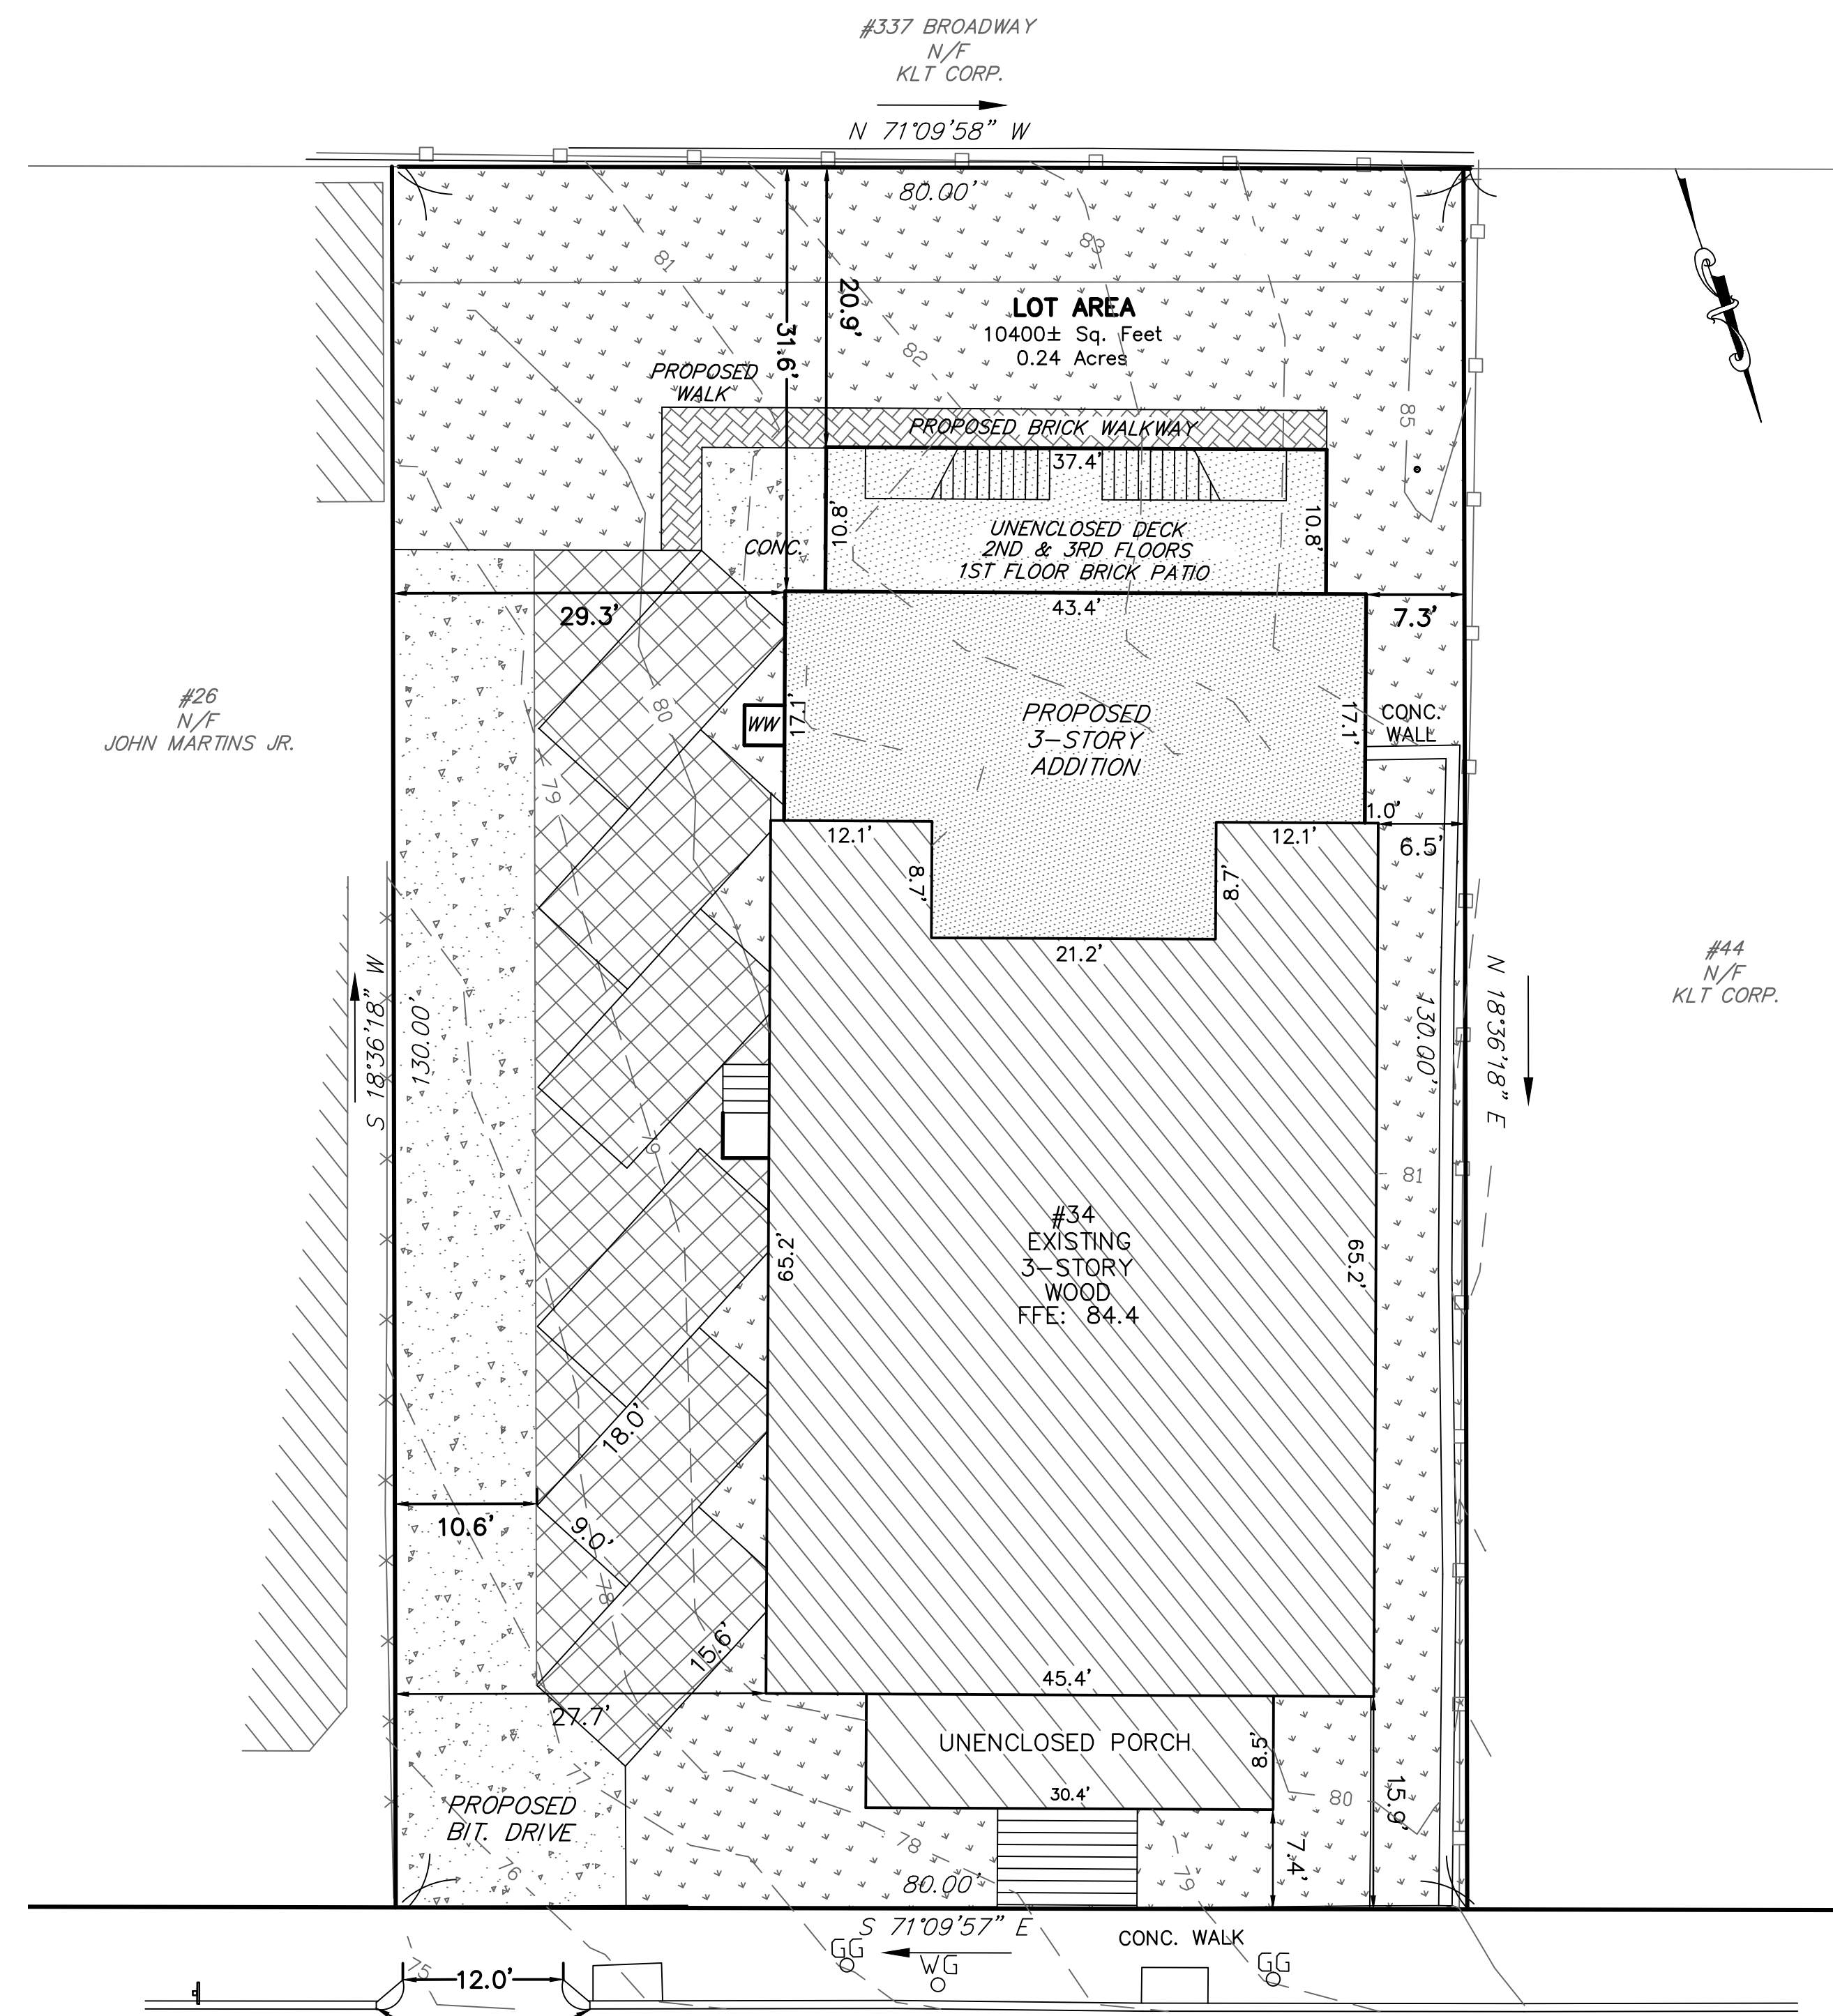 #337 BROADWAY
N/F
KLT CORP.
N 71°09'58" W
80.00'
81
83
20.9'
31.6'
LOT AREA
10400± Sq. Feet
0.24 Acres
82
PROPOSED
WALK
85
PROPOSED BRICK WALKWAY
37.4'
10.8'
10.8'
UNENCLOSED DECK
2ND & 3RD FLOORS
1ST FLOOR BRICK PATIO
CONC.
29.3'
43.4'
7.3'
#26
N/F
JOHN MARTINS JR.
80
WW
17.1'
PROPOSED
3-STORY
ADDITION
17.1'
CONC.
WALL
79
1.0'
12.1'
12.1'
6.5'
8.7'
8.7'
21.2'
#44
N/F
KLT CORP.
S 18°36'18" W
130.00'
130.00'
N 18°36'18" E
79
81
#34
EXISTING
3-STORY
WOOD
FFE: 84.4
65.2'
65.2'
18.0'
10.6'
9.0'
78
15.6'
45.4'
27.7'
UNENCLOSED PORCH
8.5'
30.4'
77
80
15.9'
PROPOSED
BIT. DRIVE
76
78
7.4'
79
80.00'
S 71°09'57" E
CONC. WALK
GG
WG
GG
75
12.0'